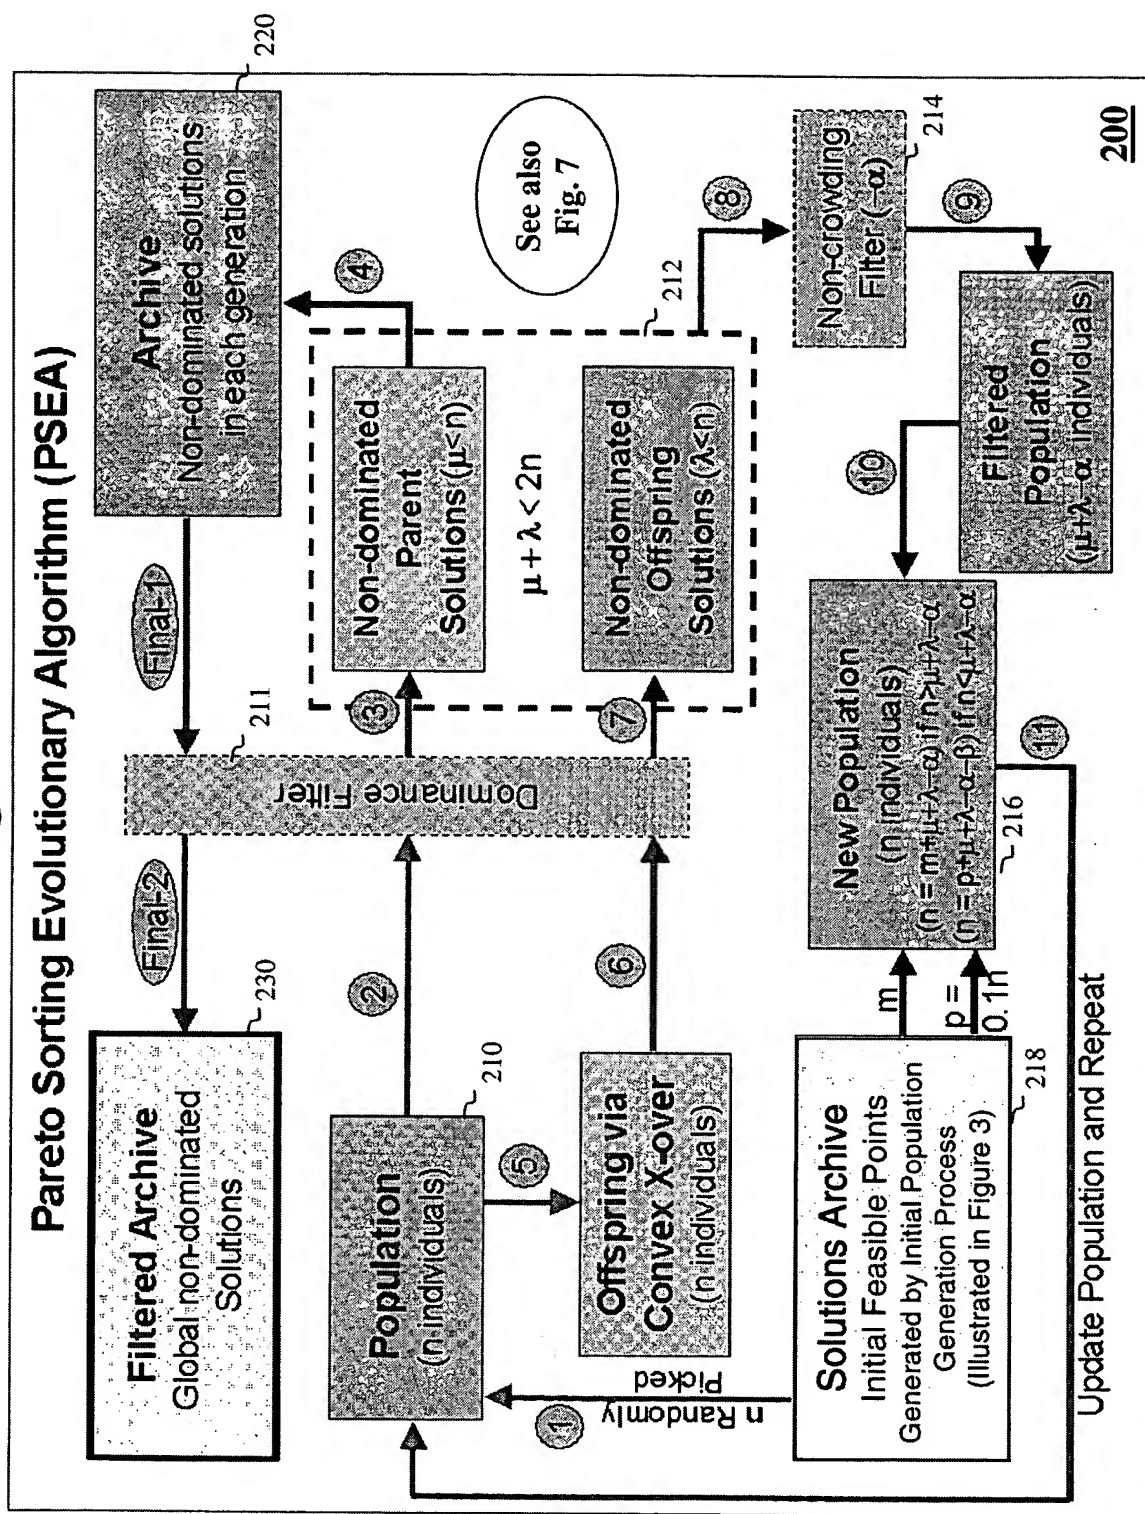 Pareto Sorting Evolutionary Algorithm (PSEA)
Filtered Archive
Global non-dominated
Solutions
230
Final-2
211
Final-1
Archive
Non-dominated solutions
in each generation
220
Dominance Filter
Population
(n individuals)
210
2
3
Non-dominated
Parent
Solutions (μ<n)
4
See also
Fig. 7
μ + λ < 2n
5
Offspring via
Convex X-over
(n individuals)
6
7
Non-dominated
Offspring
Solutions (λ<n)
212
8
1
n Randomly
Picked
Solutions Archive
Initial Feasible Points
Generated by Initial Population
Generation Process
(Illustrated in Figure 3)
218
m
p =
0.1n
New Population
(n individuals)
(n = m+μ+λ–α) if n>μ+λ–α
(n = p+μ+λ–α–β) if n<μ+λ–α
216
10
Filtered
Population
(μ+λ–α individuals)
9
Non-crowding
Filter (–α)
214
11
Update Population and Repeat
200